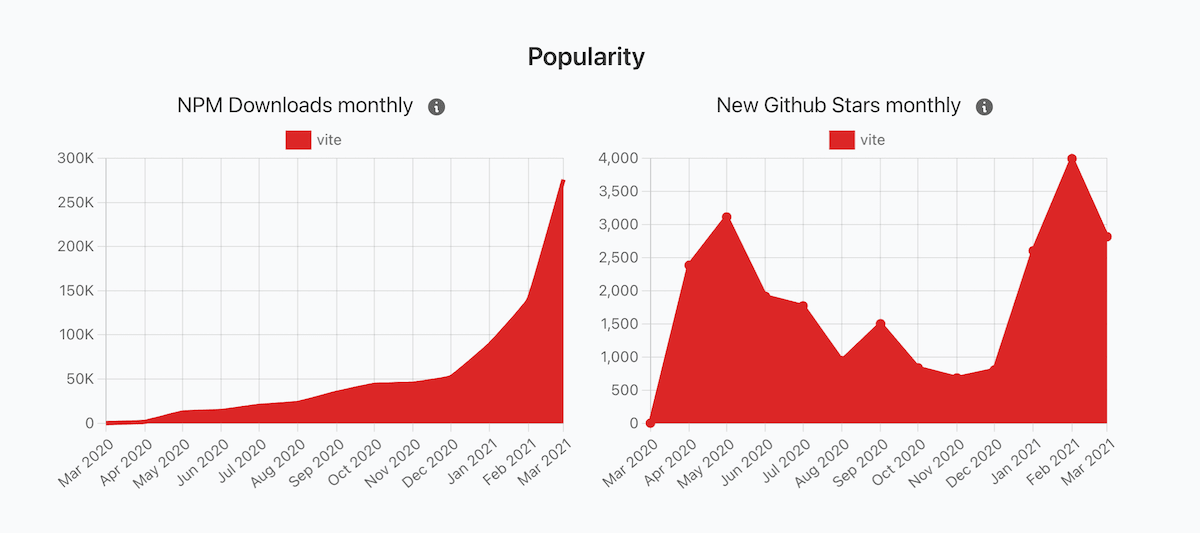 Popularity
NPM Downloads monthly
vite
300K
250K
200K
150K
100K
50K
0
Mar 2020
Apr 2020
May 2020
Jun 2020
Jul 2020
Aug 2020
Sep 2020
Oct 2020
Nov 2020
Dec 2020
Jan 2021
Feb 2021
Mar 2021
New Github Stars monthly
vite
4,000
3,500
3,000
2,500
2,000
1,500
1,000
500
0
Mar 2020
Apr 2020
May 2020
Jun 2020
Jul 2020
Aug 2020
Sep 2020
Oct 2020
Nov 2020
Dec 2020
Jan 2021
Feb 2021
Mar 2021